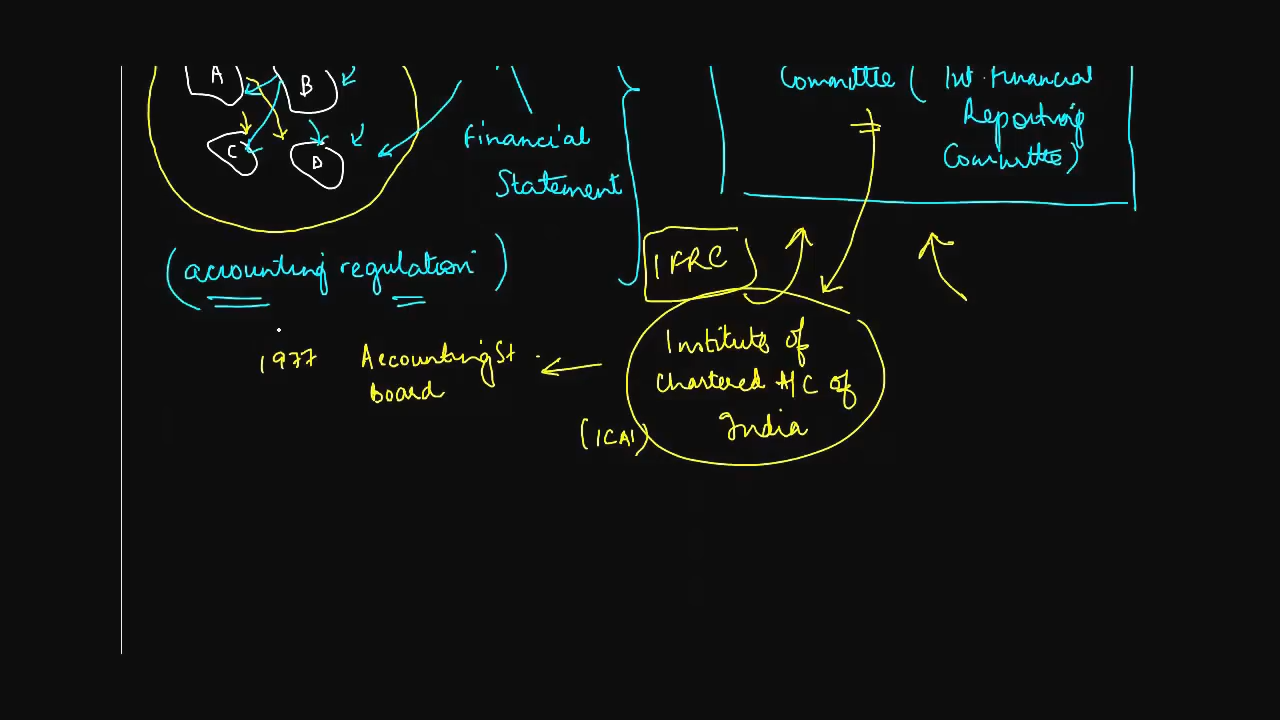 A
B
C
D
Financial
Statement
Committee ( Int. Financial
Reporting
Committee)
(accounting regulation)
IFRC
1977 Accounting St
board
Institute of
Chartered A/C of
India
(ICAI)